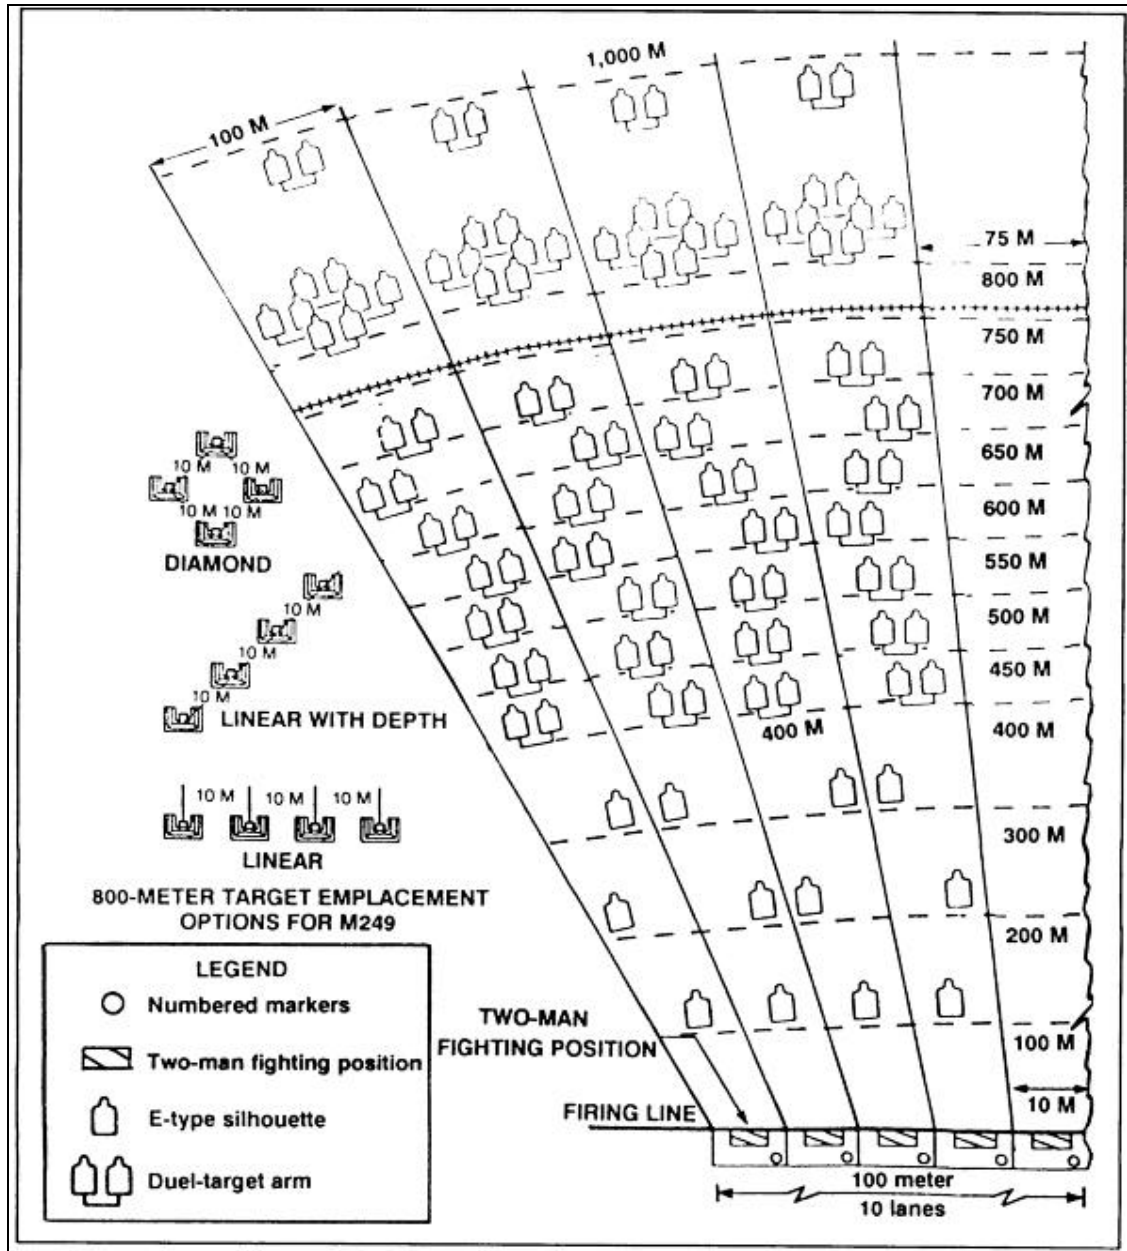 1,000 M
100 M
75 M
800 M
750 M
700 M
650 M
600 M
550 M
500 M
450 M
400 M
400 M
300 M
200 M
100 M
10 M
10 M 10 M
10 M 10 M
DIAMOND
10 M
10 M
10 M
LINEAR WITH DEPTH
10 M 10 M 10 M
LINEAR
800-METER TARGET EMPLACEMENT
OPTIONS FOR M249
LEGEND
Numbered markers
Two-man fighting position
E-type silhouette
Duel-target arm
TWO-MAN
FIGHTING POSITION
FIRING LINE
100 meter
10 lanes